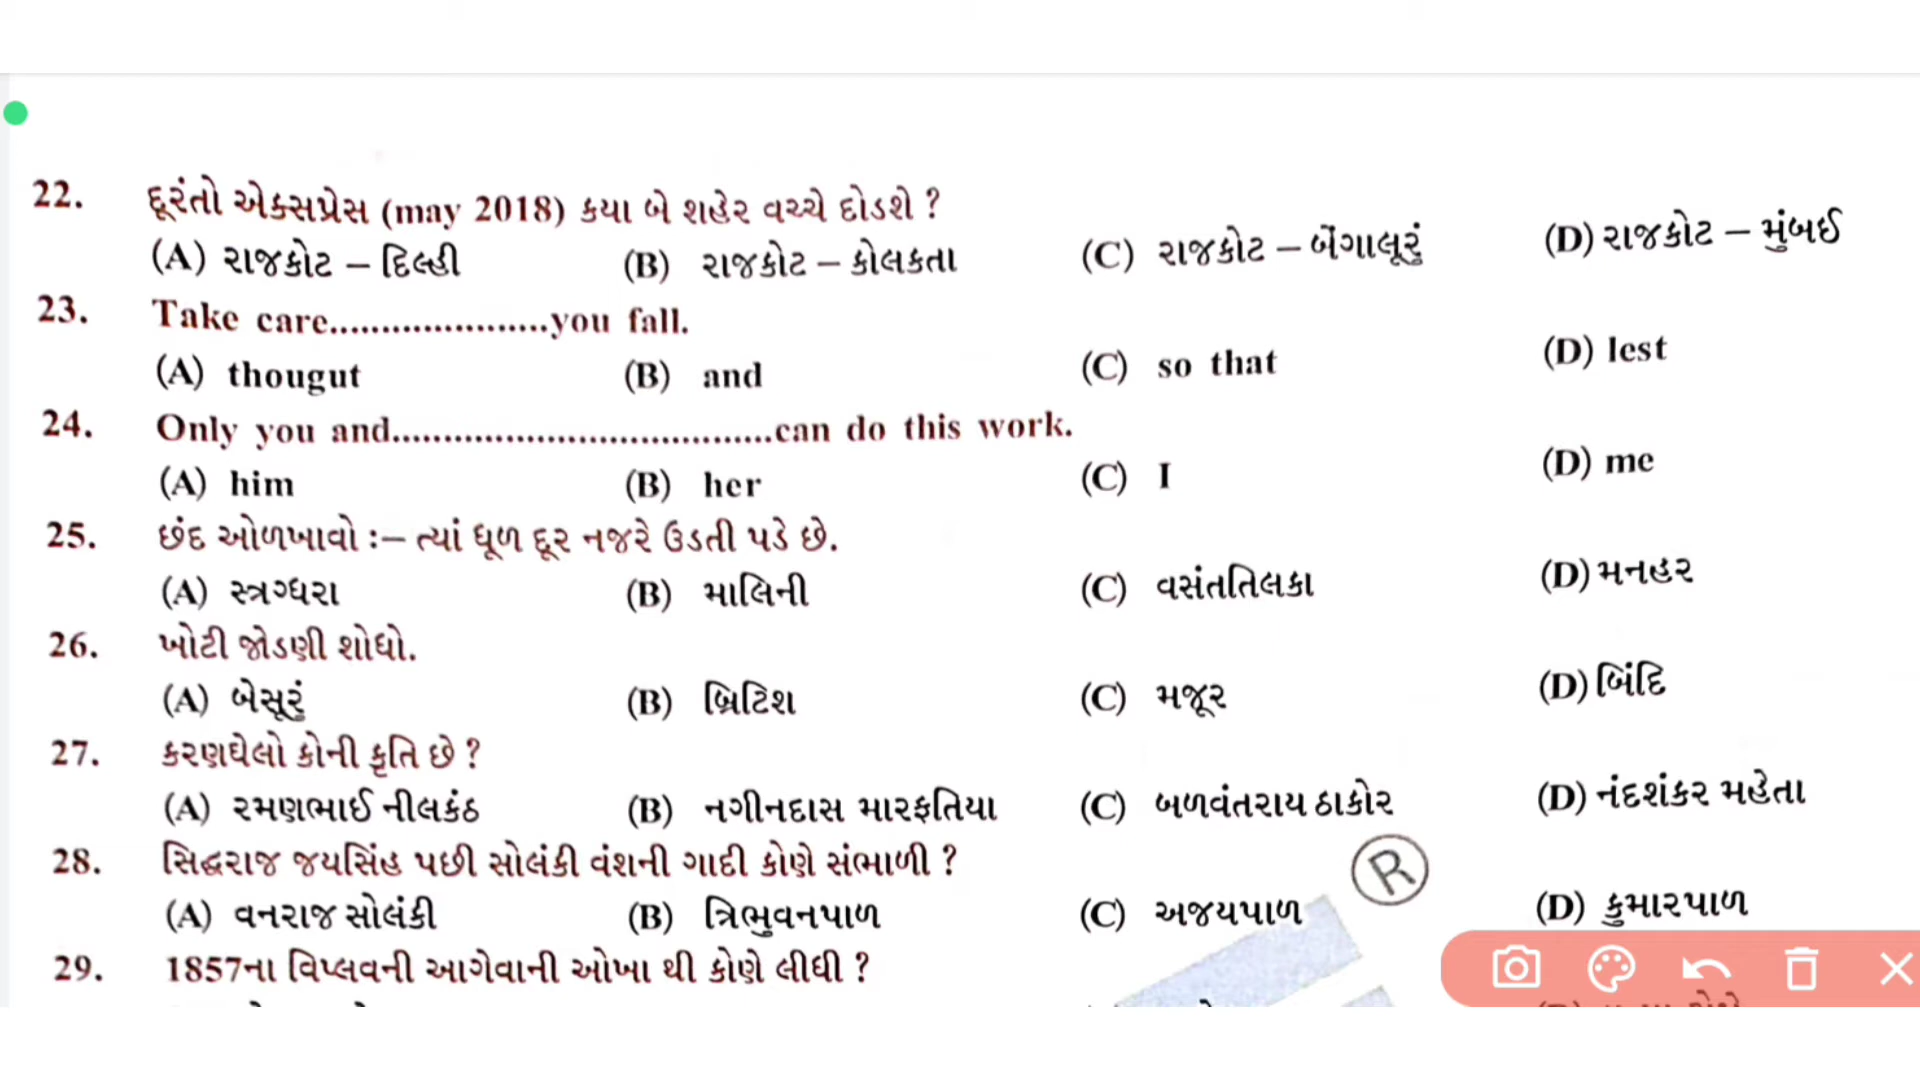 22. દૂરંતો એક્સપ્રેસ (may 2018) કયા બે શહેર વચ્ચે દોડશે ?
(A) રાજકોટ – દિલ્હી (B) રાજકોટ – કોલકતા (C) રાજકોટ – બેંગાલૂરું (D) રાજકોટ – મુંબઈ
23. Take care.....................you fall.
(A) thougut (B) and (C) so that (D) lest
24. Only you and.....................................can do this work.
(A) him (B) her (C) I (D) me
25. છંદ ઓળખાવો :– ત્યાં ધૂળ દૂર નજરે ઉડતી પડે છે.
(A) સ્ત્રગ્ધરા (B) માલિની (C) વસંતતિલકા (D) મનહર
26. ખોટી જોડણી શોધો.
(A) બેસૂરું (B) બ્રિટિશ (C) મજૂર (D) બિંદિ
27. કરણઘેલો કોની કૃતિ છે ?
(A) રમણભાઈ નીલકંઠ (B) નગીનદાસ મારફતિયા (C) બળવંતરાય ઠાકોર (D) નંદશંકર મહેતા
28. સિદ્ધરાજ જયસિંહ પછી સોલંકી વંશની ગાદી કોણે સંભાળી ?
(A) વનરાજ સોલંકી (B) ત્રિભુવનપાળ (C) અજયપાળ (D) કુમારપાળ
29. 1857ના વિપ્લવની આગેવાની ઓખા થી કોણે લીધી ?
R